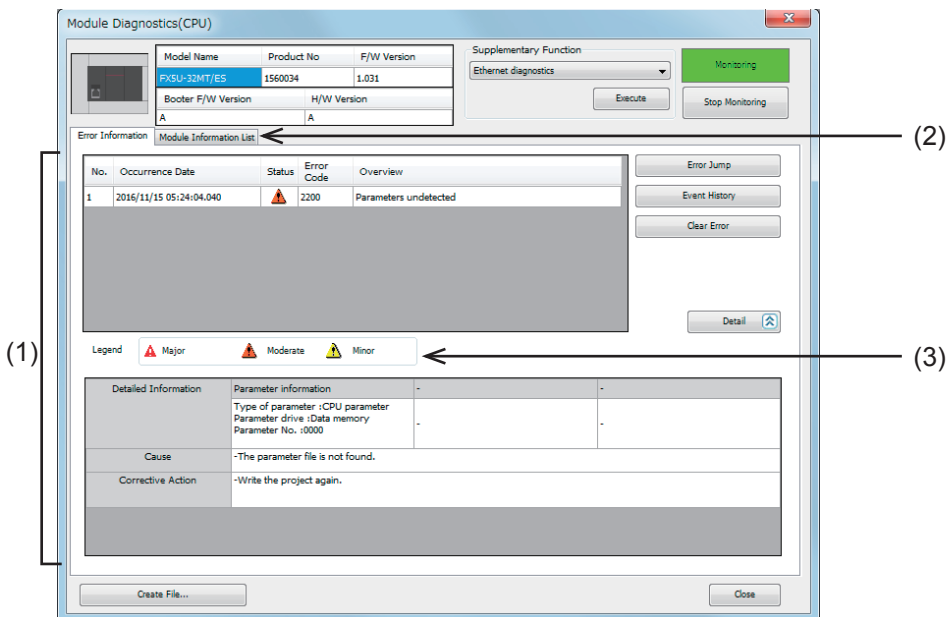 Module Diagnostics(CPU)
Model Name Product No F/W Version
FX5U-32MT/ES 1560034 1.031
Booter F/W Version H/W Version
A A
Supplementary Function
Ethernet diagnostics
Execute
Monitoring
Stop Monitoring
Error Information Module Information List
(2)
No. Occurrence Date Status Error Code Overview
1 2016/11/15 05:24:04.040 2200 Parameters undetected
Error Jump
Event History
Clear Error
Detail
(1)
Legend Major Moderate Minor
(3)
Detailed Information Parameter information - -
Type of parameter :CPU parameter
Parameter drive :Data memory
Parameter No. :0000
- -
Cause -The parameter file is not found.
Corrective Action -Write the project again.
Create File... Close